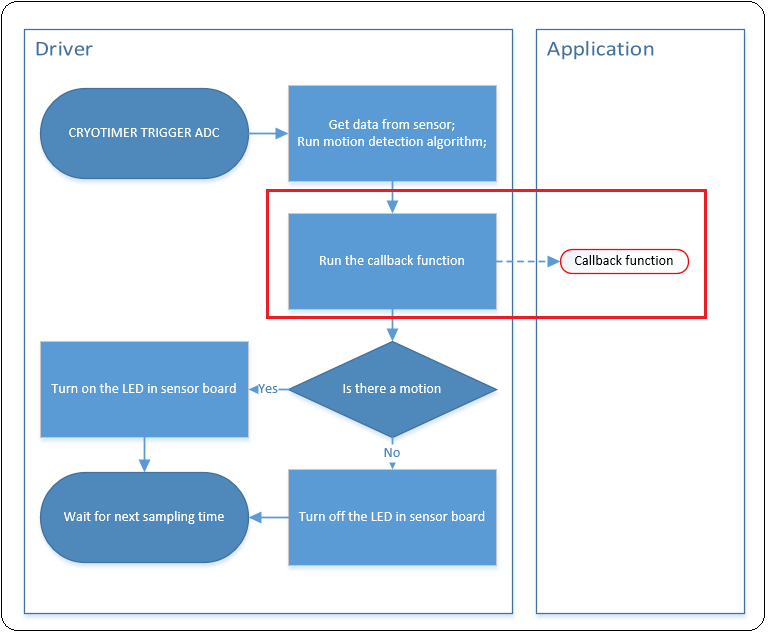 Driver
Application
CRYOTIMER TRIGGER ADC
Get data from sensor;
Run motion detection algorithm;
Run the callback function
Callback function
Is there a motion
Yes
Turn on the LED in sensor board
No
Turn off the LED in sensor board
Wait for next sampling time